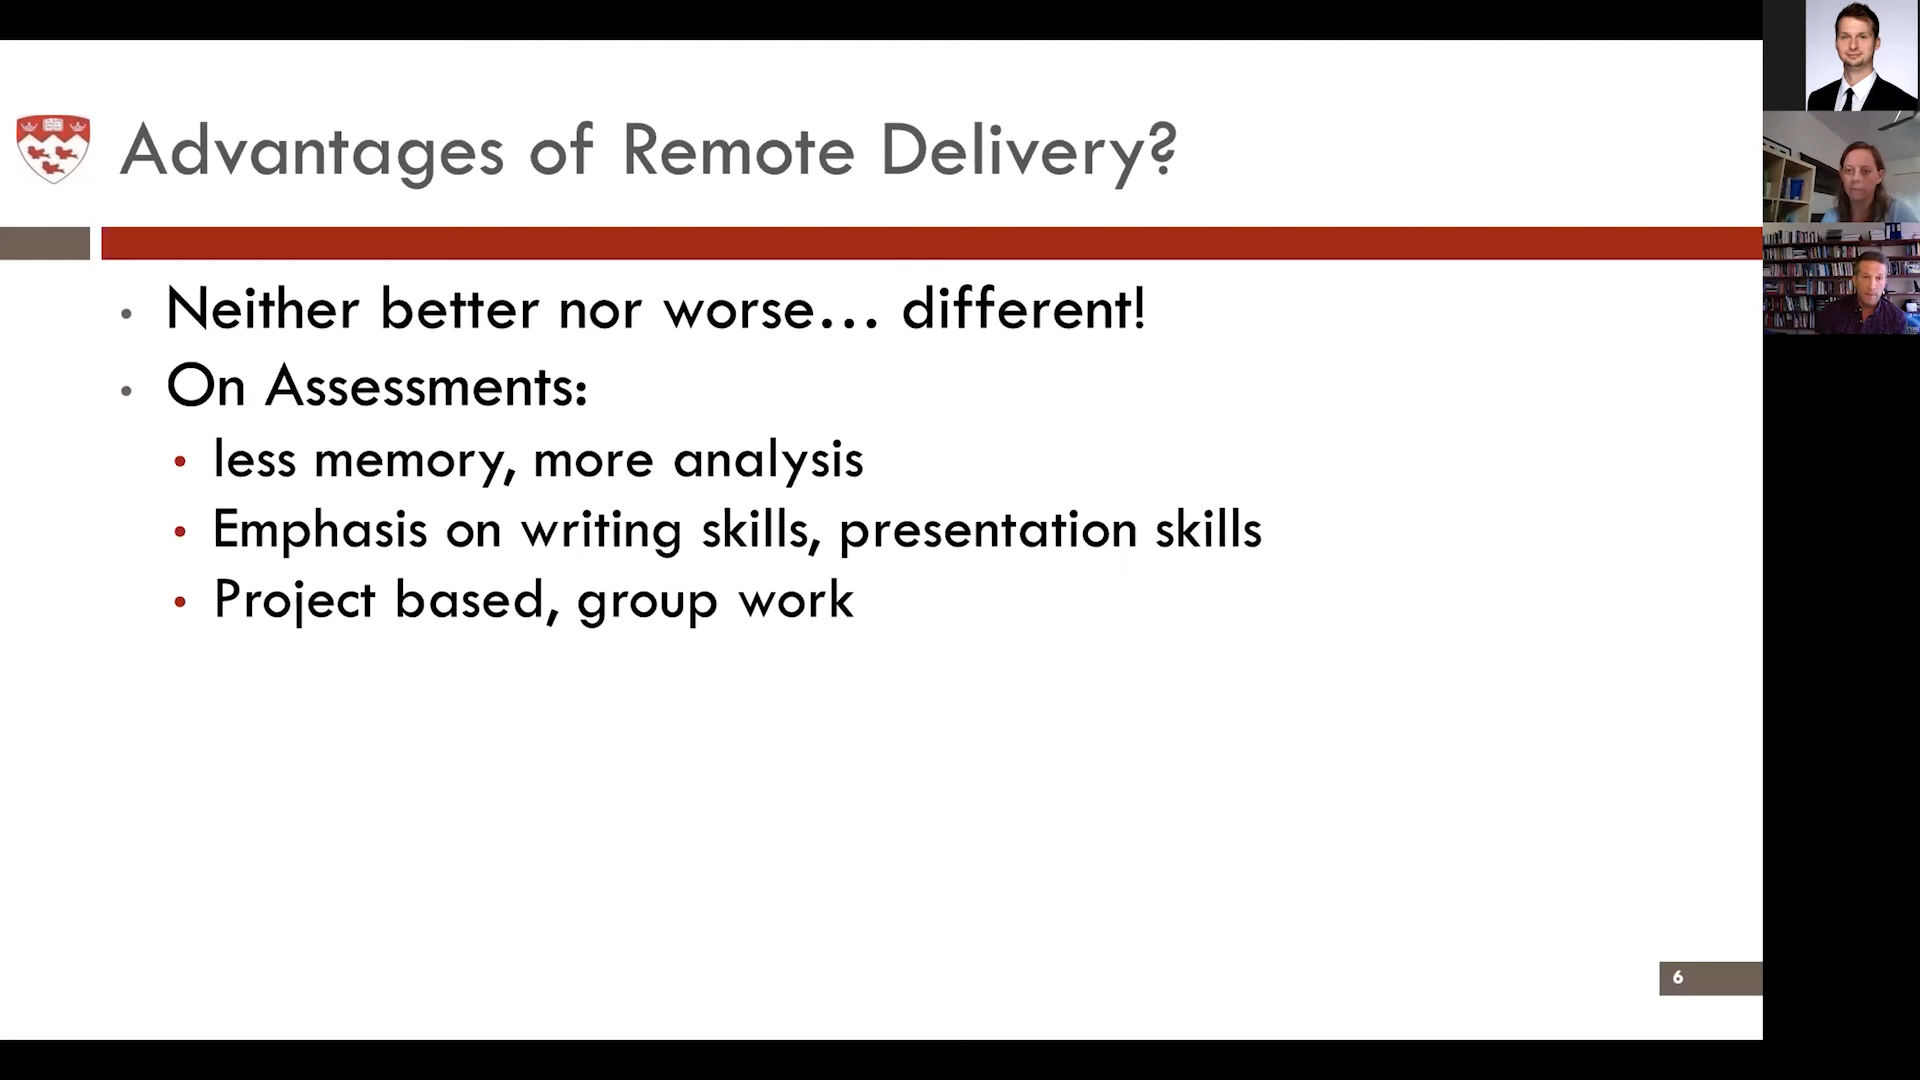 Advantages of Remote Delivery?
• Neither better nor worse… different!
• On Assessments:
• less memory, more analysis
• Emphasis on writing skills, presentation skills
• Project based, group work
6